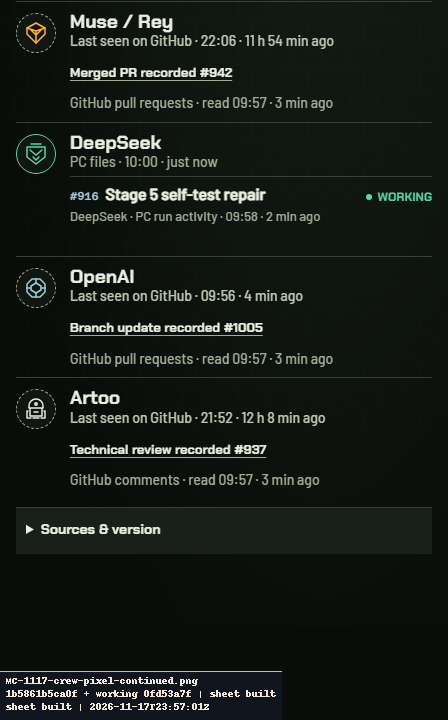 Muse / Rey
Last seen on GitHub · 22:06 · 11 h 54 min ago
Merged PR recorded #942
GitHub pull requests · read 09:57 · 3 min ago
DeepSeek
PC files · 10:00 · just now
#916 Stage 5 self-test repair
WORKING
DeepSeek · PC run activity · 09:58 · 2 min ago
OpenAI
Last seen on GitHub · 09:56 · 4 min ago
Branch update recorded #1005
GitHub pull requests · read 09:57 · 3 min ago
Artoo
Last seen on GitHub · 21:52 · 12 h 8 min ago
Technical review recorded #937
GitHub comments · read 09:57 · 3 min ago
Sources & version
MC-1117-crew-pixel-continued.png
1b5861b5ca0f + working 0fd53a7f | sheet built
sheet built | 2026-11-17T23:57:01Z